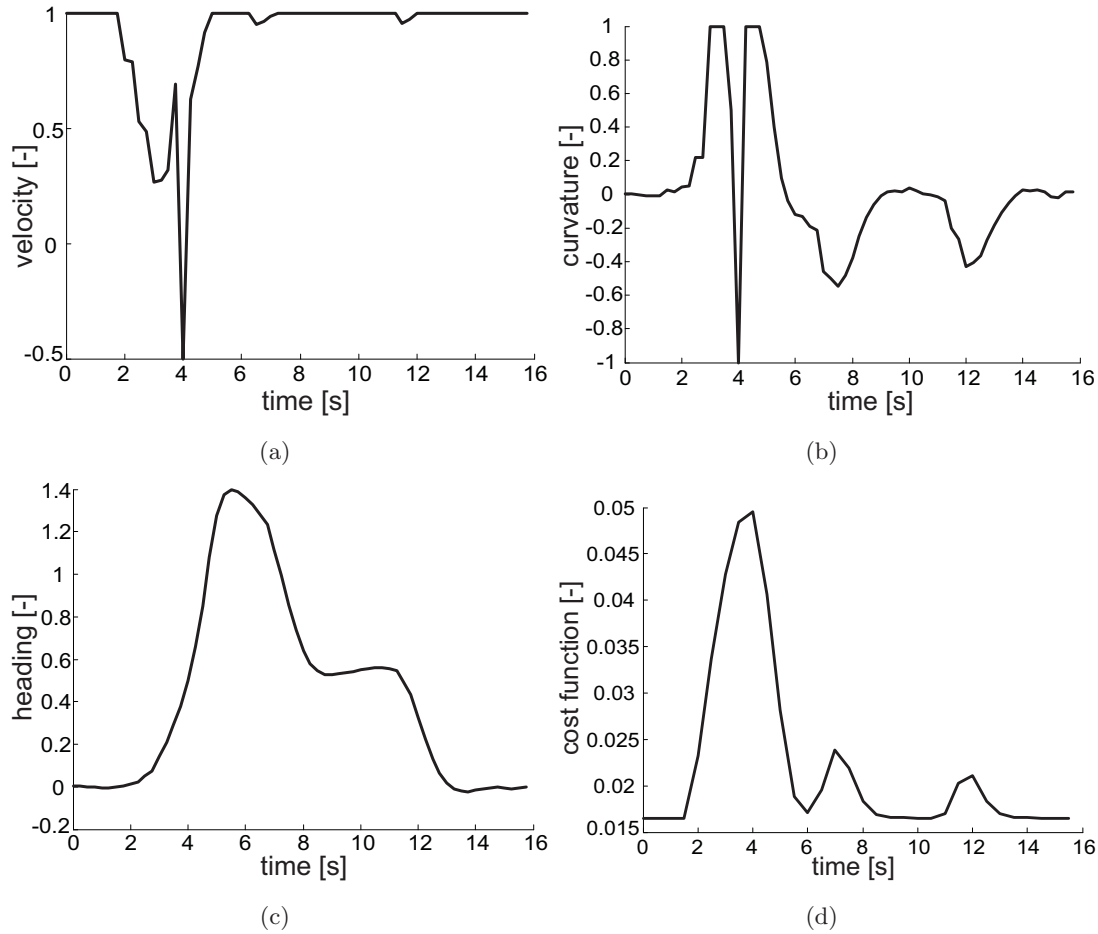 1
0.5
0
-0.5
0 2 4 6 8 10 12 14 16
velocity [-]
time [s]
(a)
1
0.8
0.6
0.4
0.2
0
-0.2
-0.4
-0.6
-0.8
-1
0 2 4 6 8 10 12 14 16
curvature [-]
time [s]
(b)
1.4
1.2
1
0.8
0.6
0.4
0.2
0
-0.2
0 2 4 6 8 10 12 14 16
heading [-]
time [s]
(c)
0.05
0.045
0.04
0.035
0.03
0.025
0.02
0.015
0 2 4 6 8 10 12 14 16
cost function [-]
time [s]
(d)